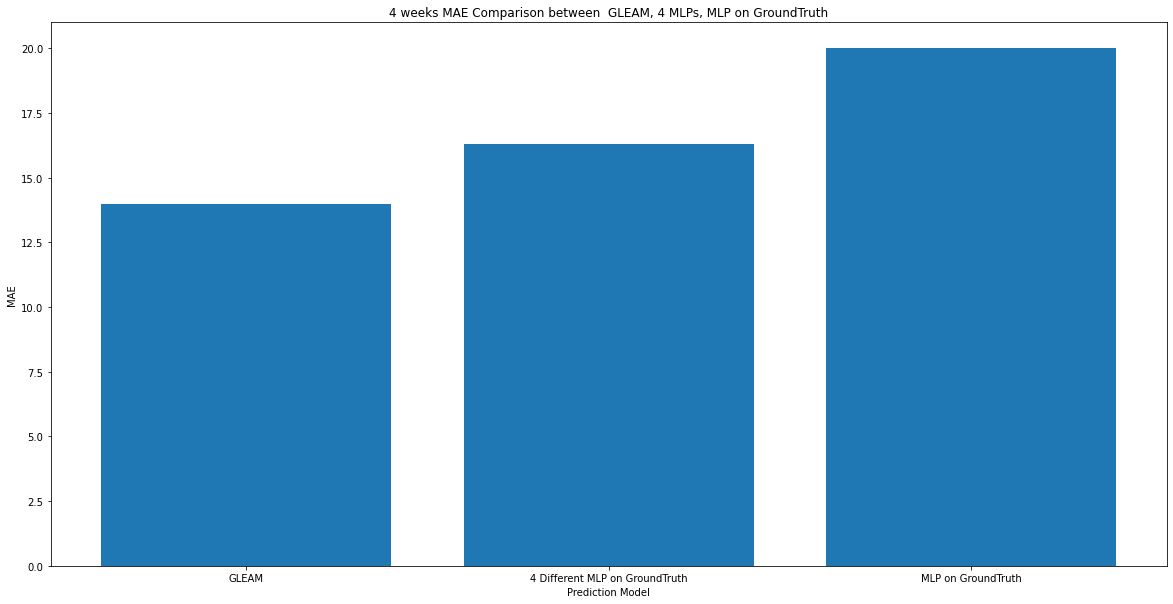 4 weeks MAE Comparison between  GLEAM, 4 MLPs, MLP on GroundTruth
20.0
17.5
15.0
12.5
10.0
7.5
5.0
2.5
0.0
MAE
GLEAM
4 Different MLP on GroundTruth
MLP on GroundTruth
Prediction Model